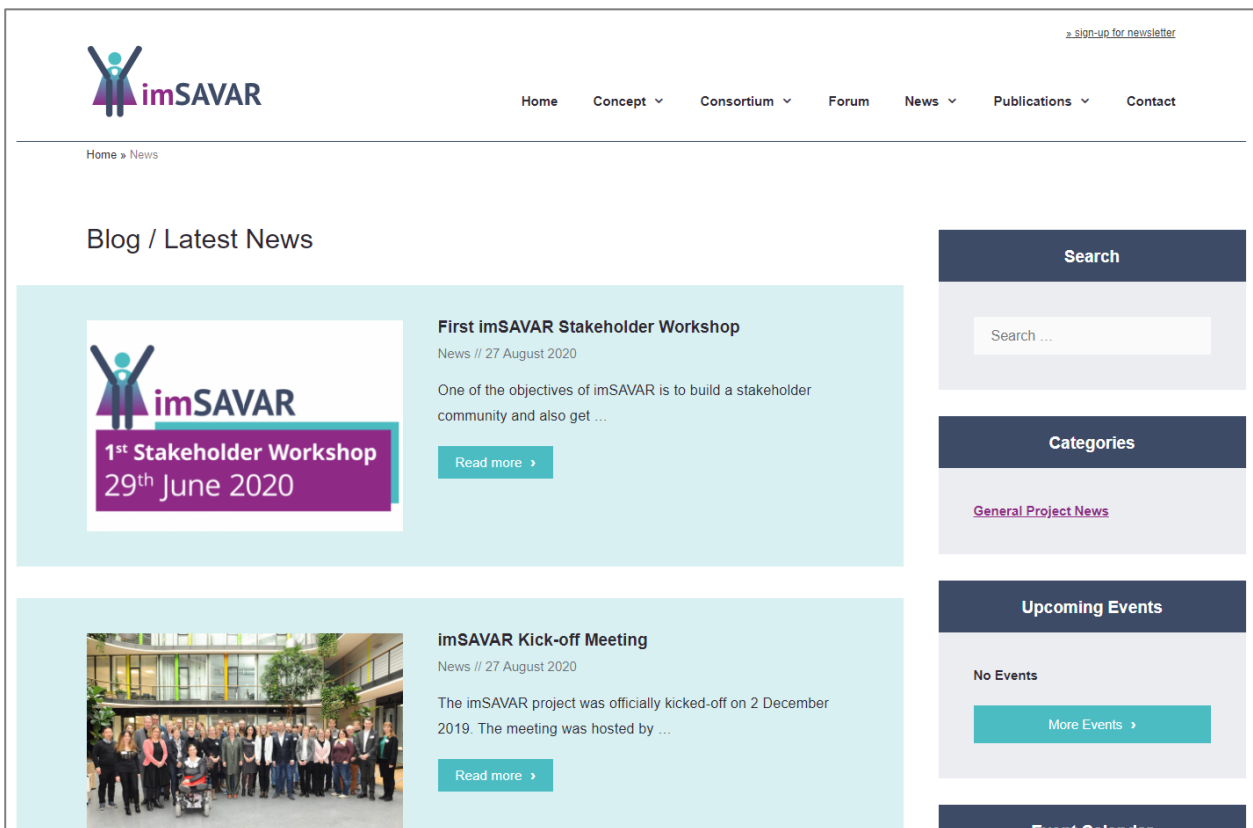 » sign-up for newsletter
imSAVAR
Home Concept Consortium Forum News Publications Contact
Home » News
Blog / Latest News
imSAVAR
1st Stakeholder Workshop
29th June 2020
First imSAVAR Stakeholder Workshop
News // 27 August 2020
One of the objectives of imSAVAR is to build a stakeholder
community and also get …
Read more ›
imSAVAR Kick-off Meeting
News // 27 August 2020
The imSAVAR project was officially kicked-off on 2 December
2019. The meeting was hosted by …
Read more ›
Search
Search …
Categories
General Project News
Upcoming Events
No Events
More Events ›
Event Calendar